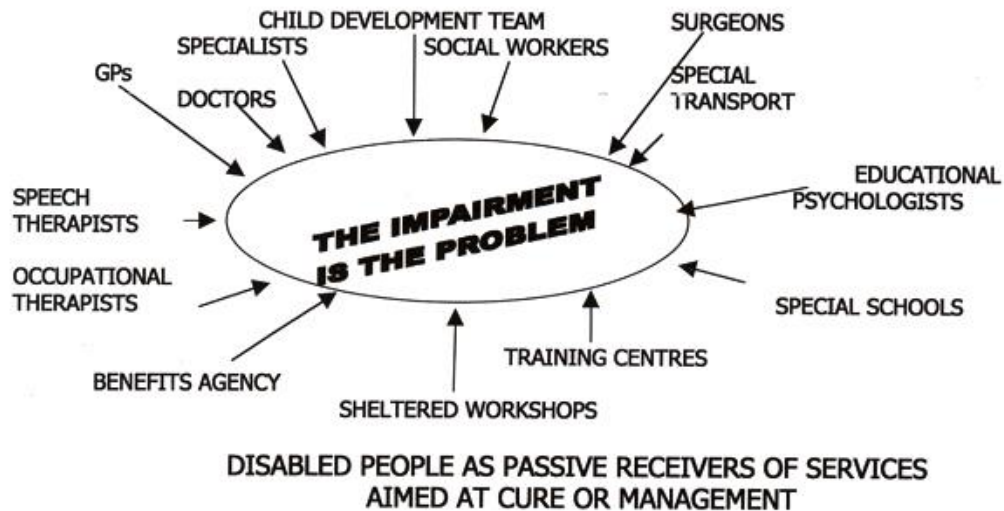 CHILD DEVELOPMENT TEAM
SURGEONS
SPECIALISTS
SOCIAL WORKERS
GPs
SPECIAL
TRANSPORT
DOCTORS
EDUCATIONAL
PSYCHOLOGISTS
SPEECH
THERAPISTS
THE IMPAIRMENT
IS THE PROBLEM
OCCUPATIONAL
THERAPISTS
SPECIAL SCHOOLS
TRAINING CENTRES
BENEFITS AGENCY
SHELTERED WORKSHOPS
DISABLED PEOPLE AS PASSIVE RECEIVERS OF SERVICES
AIMED AT CURE OR MANAGEMENT